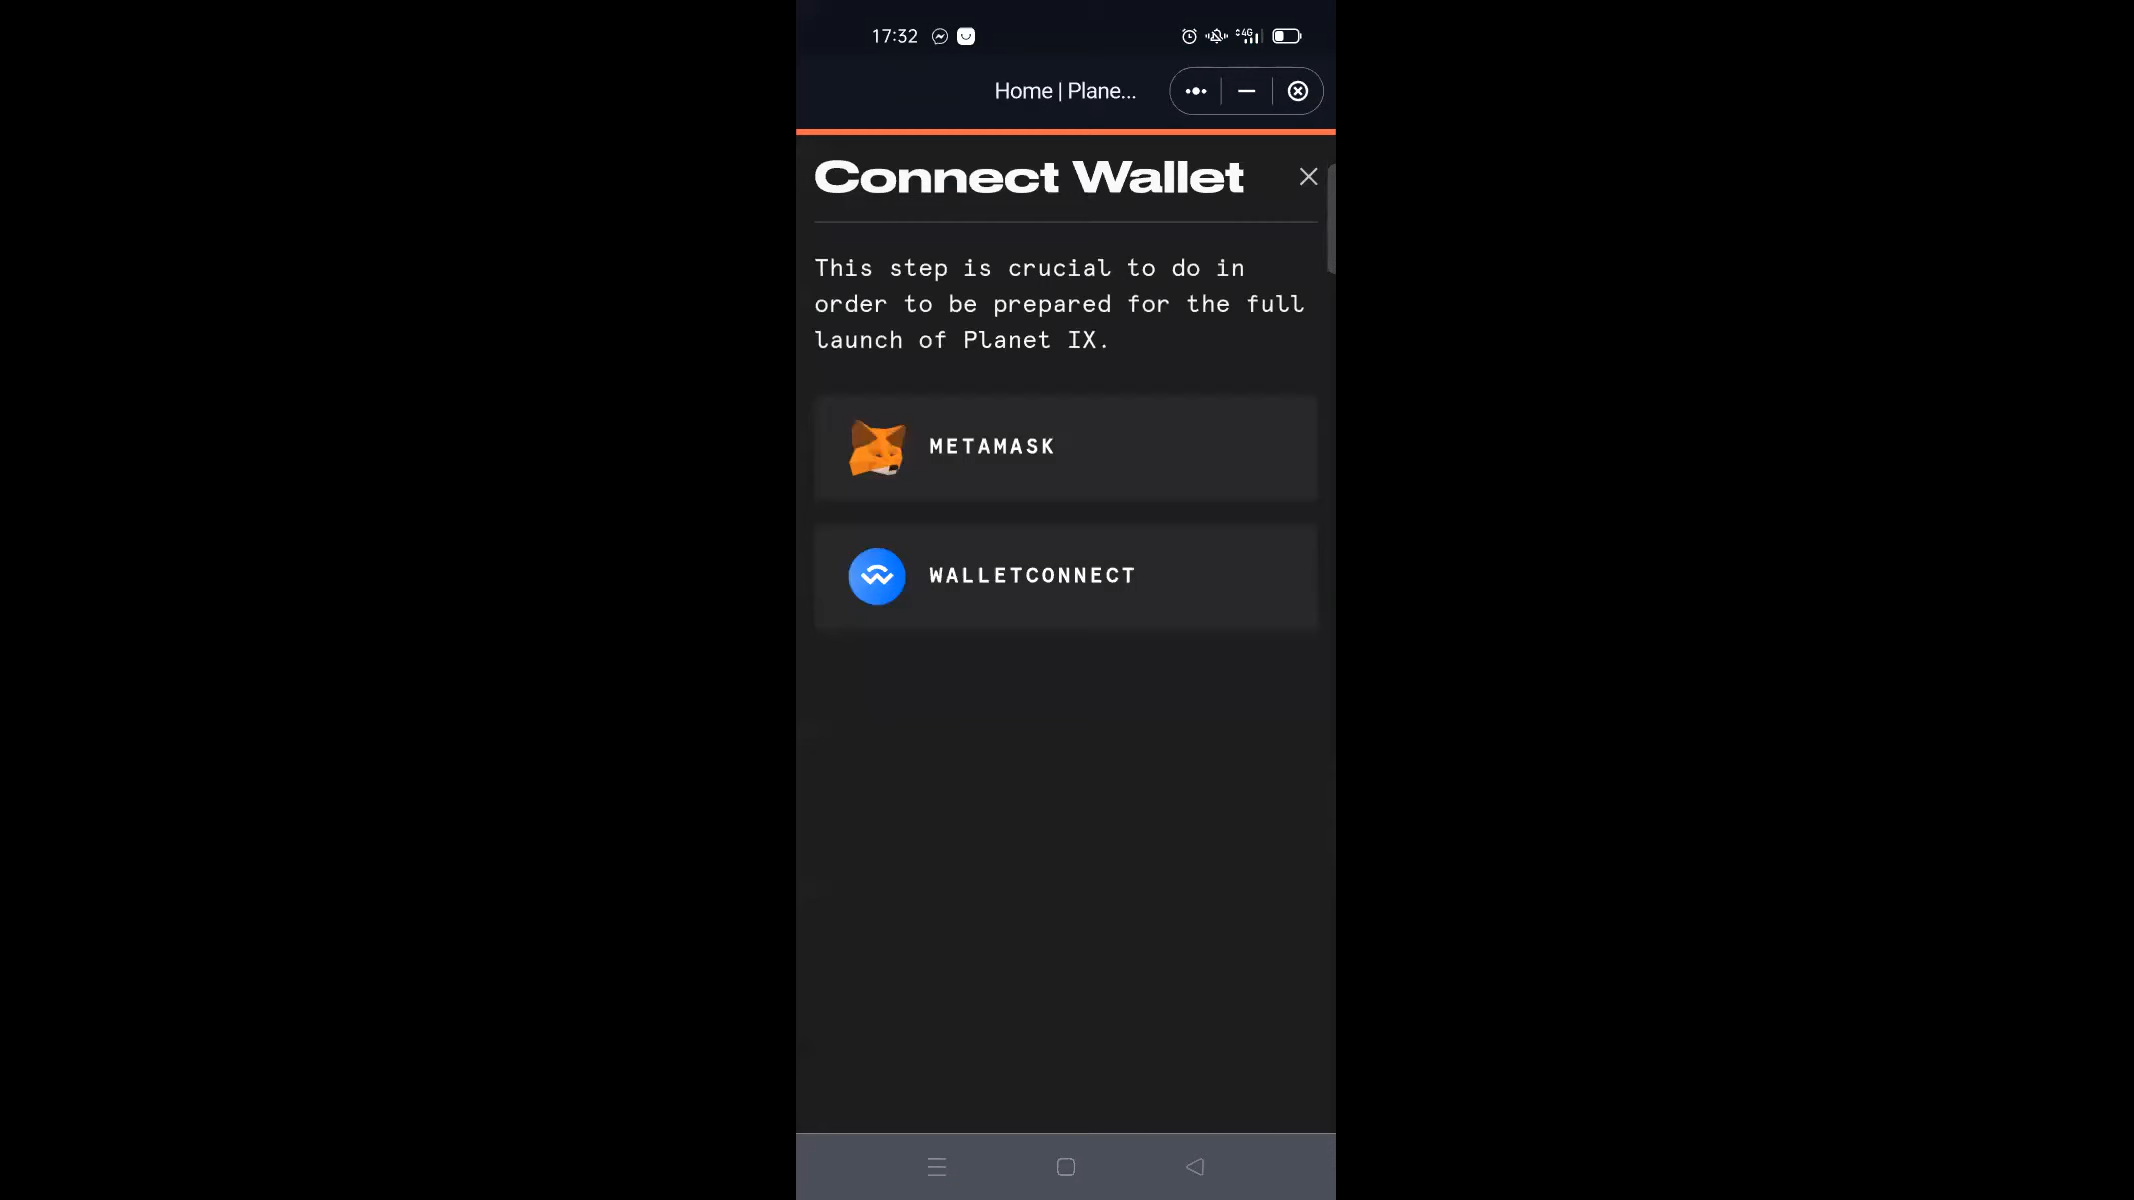 17:32
4G
Home | Plane...
Connect Wallet
This step is crucial to do in
order to be prepared for the full
launch of Planet IX.
METAMASK
WALLETCONNECT